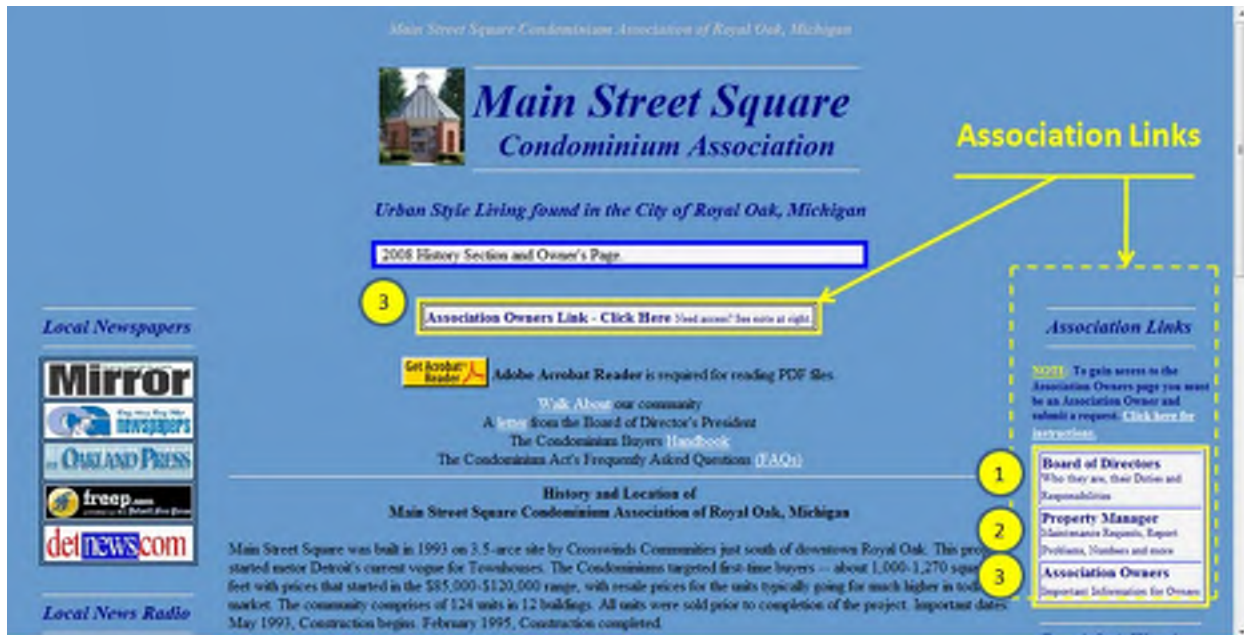 Main Street Square Condominium Association of Royal Oak, Michigan
Main Street Square
Condominium Association
Association Links
Urban Style Living found in the City of Royal Oak, Michigan
2008 History Section and Owner's Page.
3
Association Owners Link - Click Here Need access? See note at right.
Get Acrobat Reader
Adobe Acrobat Reader is required for reading PDF files.
Walk About our community
A letter from the Board of Director's President
The Condominium Buyers Handbook
The Condominium Act's Frequently Asked Questions (FAQs)
History and Location of
Main Street Square Condominium Association of Royal Oak, Michigan
Main Street Square was built in 1993 on 3.5-arce site by Crosswinds Communities just south of downtown Royal Oak. This
started metor Detroit's current vogue for Townhouses. The Condominiums targeted first-time buyers -- about 1,000-1,270
feet with prices that started in the $85,000-$120,000 range, with resale prices for the units typically going for much higher in
market. The community comprises of 124 units in 12 buildings. All units were sold prior to completion of the project. Important dates:
May 1993, Construction begins. February 1995, Construction completed.
Local Newspapers
Mirror
newspapers
OAKLAND PRESS
freep.com
detnews.com
Local News Radio
Association Links
NOTE: To gain access to the
Association Owners page you must
be an Association Owner and
submit a request. Click here for
instructions.
1
Board of Directors
Who they are, their Duties and
Responsibilities
2
Property Manager
Maintenance Requests, Report
Problems, Numbers and more
3
Association Owners
Important Information for Owners